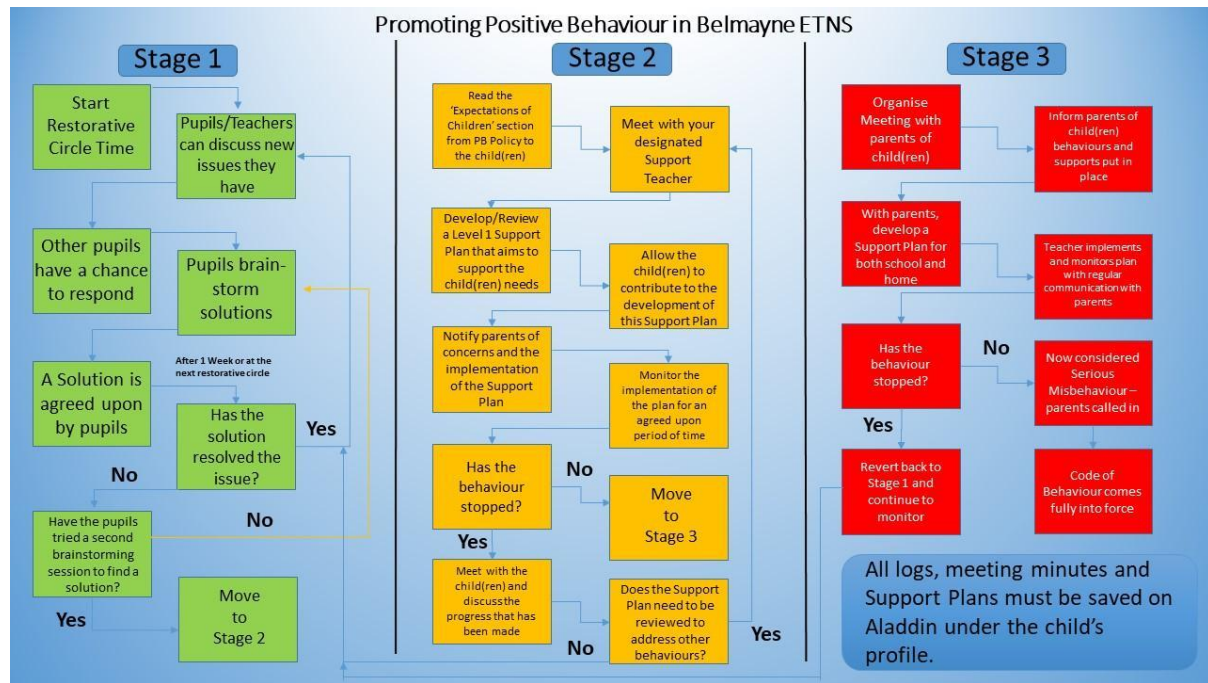 Promoting Positive Behaviour in Belmayne ETNS
Stage 1
Start
Restorative
Circle Time
Pupils/Teachers
can discuss new
issues they
have
Other pupils
have a chance
to respond
Pupils brain-
storm
solutions
A Solution is
agreed upon
by pupils
After 1 Week or at the
next restorative circle
Has the
solution
resolved the
issue?
Yes
No
Have the pupils
tried a second
brainstorming
session to find a
solution?
No
Yes
Move
to
Stage 2
Stage 2
Read the
‘Expectations of
Children’ section
from PB Policy to
the child(ren)
Meet with your
designated
Support
Teacher
Develop/Review
a Level 1 Support
Plan that aims to
support the
child(ren) needs
Allow the
child(ren) to
contribute to the
development of
this Support Plan
Notify parents of
concerns and the
implementation
of the Support
Plan
Monitor the
implementation of
the plan for an
agreed upon
period of time
Has the
behaviour
stopped?
No
Move
to
Stage 3
Yes
Meet with the
child(ren) and
discuss the
progress that has
been made
Does the Support
Plan need to be
reviewed to
address other
behaviours?
No
Yes
Stage 3
Organise
Meeting with
parents of
child(ren)
Inform parents of
child(ren)
behaviours and
supports put in
place
With parents,
develop a
Support Plan for
both school and
home
Teacher implements
and monitors plan
with regular
communication with
parents
Has the
behaviour
stopped?
No
Now considered
Serious
Misbehaviour –
parents called in
Yes
Revert back to
Stage 1 and
continue to
monitor
Code of
Behaviour comes
fully into force
All logs, meeting minutes and
Support Plans must be saved on
Aladdin under the child’s
profile.